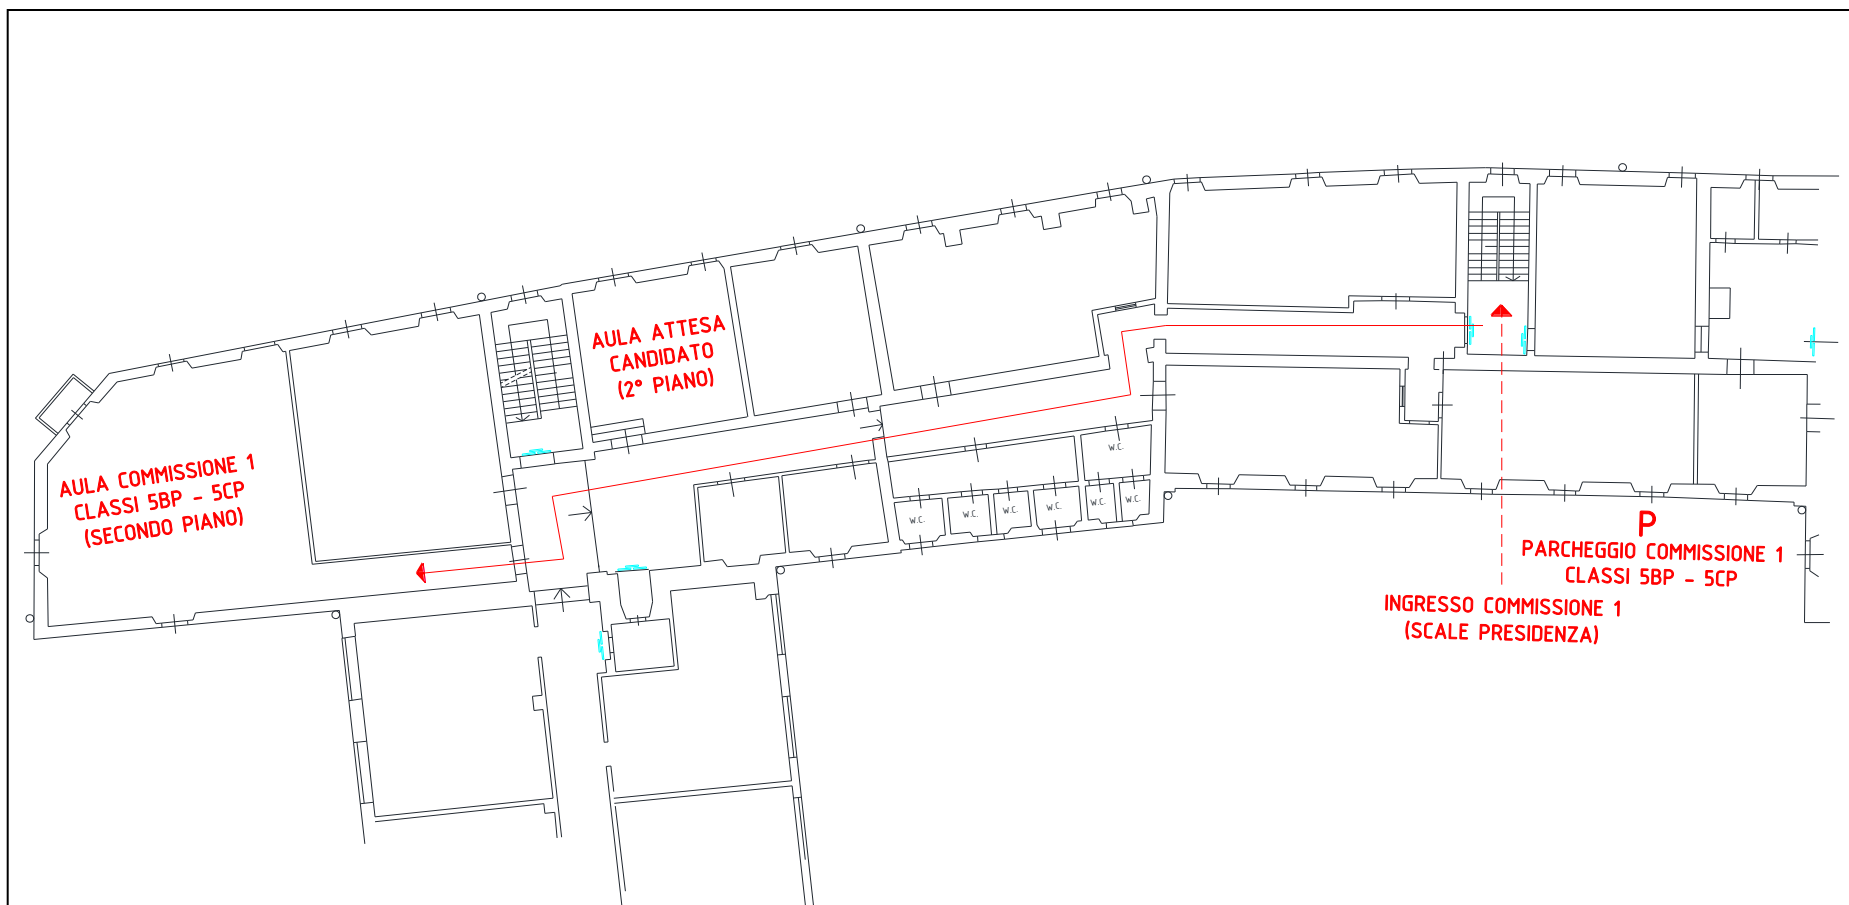 AULA ATTESA
CANDIDATO
(2° PIANO)
AULA COMMISSIONE 1
CLASSI 5BP - 5CP
(SECONDO PIANO)
W.C.
W.C.
W.C.
W.C.
W.C.
W.C.
W.C.
P
PARCHEGGIO COMMISSIONE 1
CLASSI 5BP - 5CP
INGRESSO COMMISSIONE 1
(SCALE PRESIDENZA)